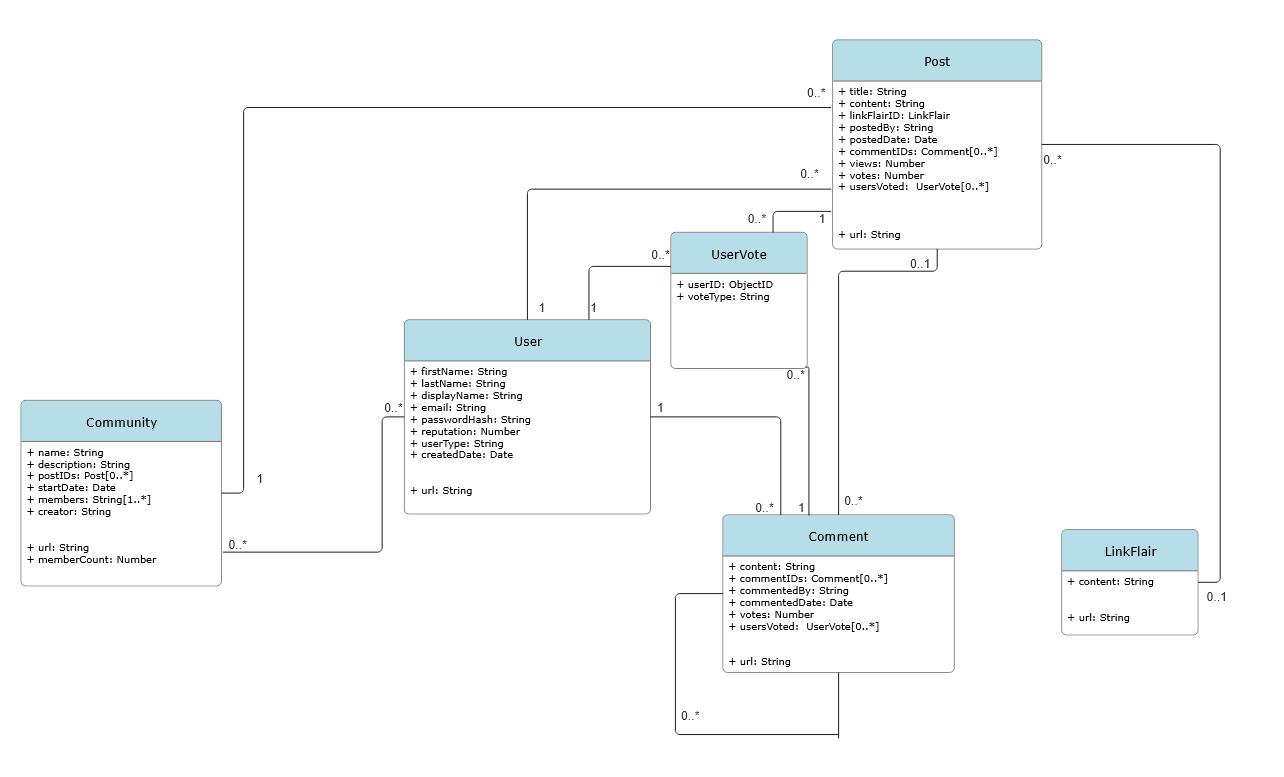 Post
+ title: String
+ content: String
+ linkFlairID: LinkFlair
+ postedBy: String
+ postedDate: Date
+ commentIDs: Comment[0..*]
+ views: Number
+ votes: Number
+ usersVoted:  UserVote[0..*]
+ url: String
0..*
0..*
0..*
1
0..1
0..*
UserVote
+ userID: ObjectID
+ voteType: String
0..*
0..*
1
1
User
+ firstName: String
+ lastName: String
+ displayName: String
+ email: String
+ passwordHash: String
+ reputation: Number
+ userType: String
+ createdDate: Date
+ url: String
0..*
1
Community
+ name: String
+ description: String
+ postIDs: Post[0..*]
+ startDate: Date
+ members: String[1..*]
+ creator: String
+ url: String
+ memberCount: Number
1
0..*
0..*
1
0..*
Comment
+ content: String
+ commentIDs: Comment[0..*]
+ commentedBy: String
+ commentedDate: Date
+ votes: Number
+ usersVoted:  UserVote[0..*]
+ url: String
0..*
LinkFlair
+ content: String
+ url: String
0..1